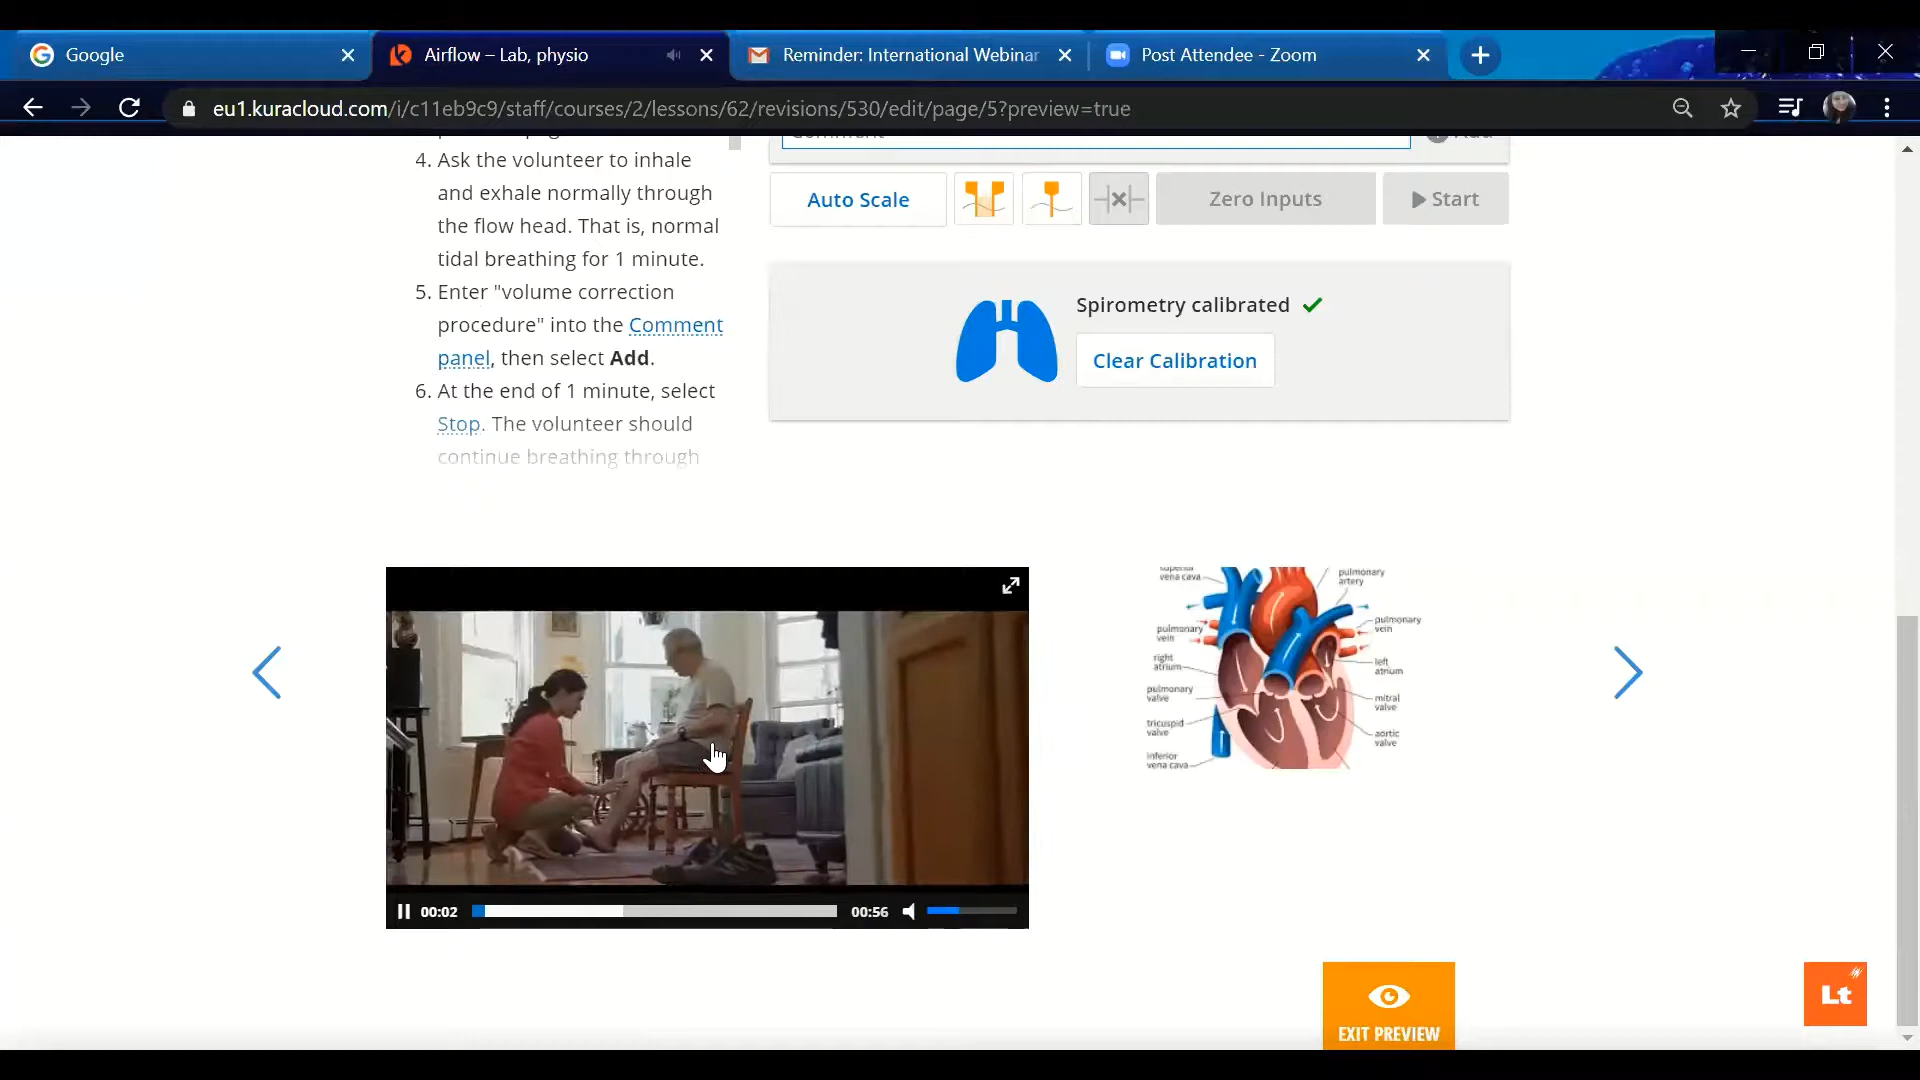 Google
Airflow – Lab, physio
Reminder: International Webinar
Post Attendee - Zoom
eu1.kuracloud.com/i/c11eb9c9/staff/courses/2/lessons/62/revisions/530/edit/page/5?preview=true
4. Ask the volunteer to inhale
and exhale normally through
the flow head. That is, normal
tidal breathing for 1 minute.
5. Enter "volume correction
procedure" into the Comment
panel, then select Add.
6. At the end of 1 minute, select
Stop. The volunteer should
continue breathing through
Auto Scale
Zero Inputs
Start
Spirometry calibrated
Clear Calibration
00:02
00:56
vena cava
pulmonary
artery
pulmonary
vein
pulmonary
vein
right
atrium
left
atrium
pulmonary
valve
mitral
valve
tricuspid
valve
aortic
valve
inferior
vena cava
EXIT PREVIEW
Lt